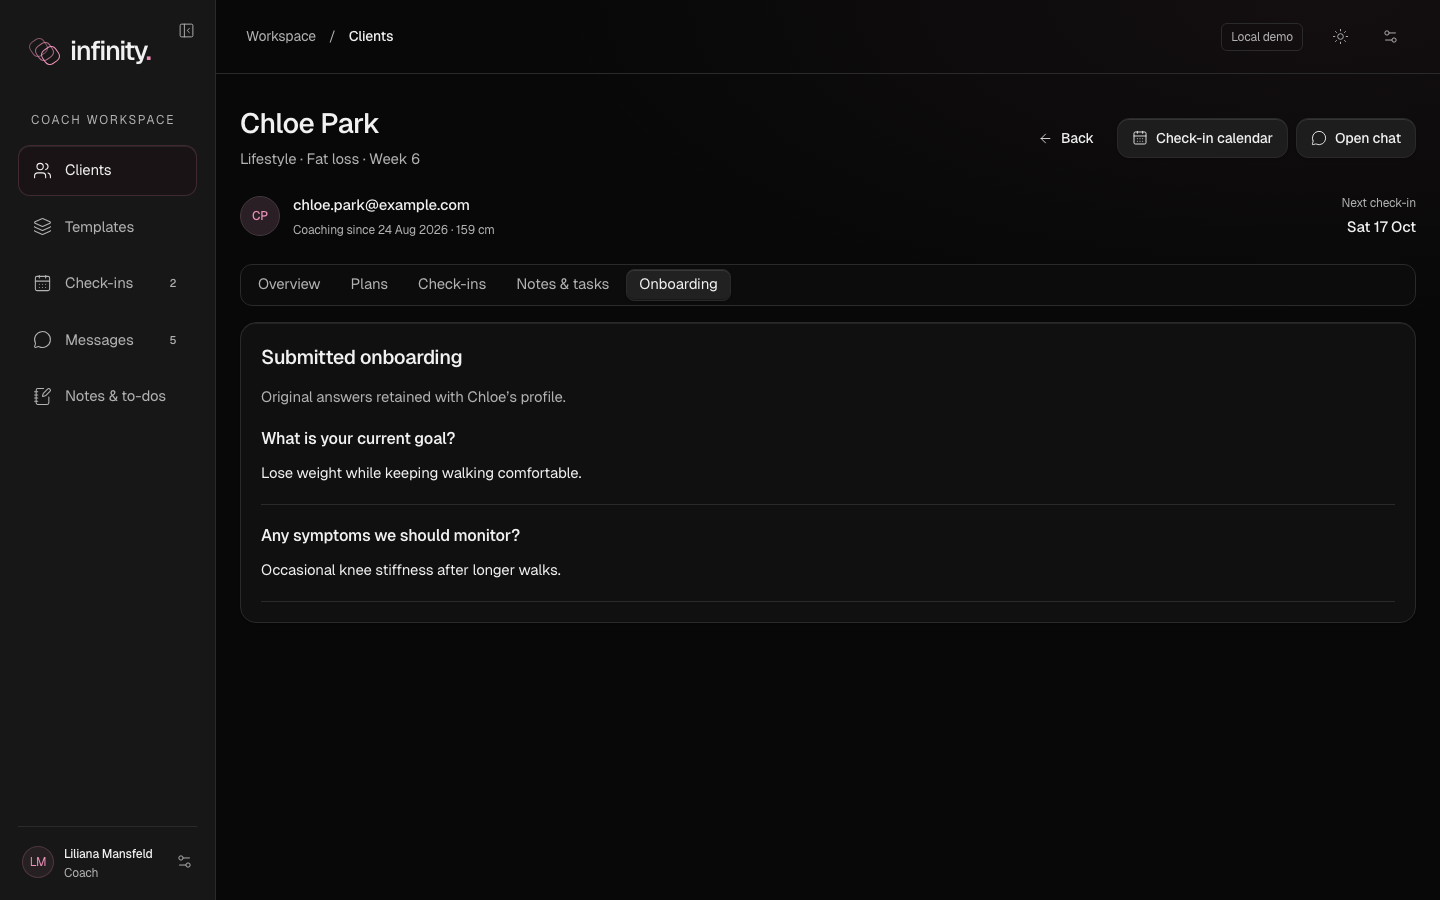 infinity.
COACH WORKSPACE
Clients
Templates
Check-ins 2
Messages 5
Notes & to-dos
LM
Liliana Mansfeld
Coach
Workspace / Clients
Local demo
Chloe Park
Lifestyle · Fat loss · Week 6
Back
Check-in calendar
Open chat
CP
chloe.park@example.com
Coaching since 24 Aug 2026 · 159 cm
Next check-in
Sat 17 Oct
Overview Plans Check-ins Notes & tasks Onboarding
Submitted onboarding
Original answers retained with Chloe’s profile.
What is your current goal?
Lose weight while keeping walking comfortable.
Any symptoms we should monitor?
Occasional knee stiffness after longer walks.